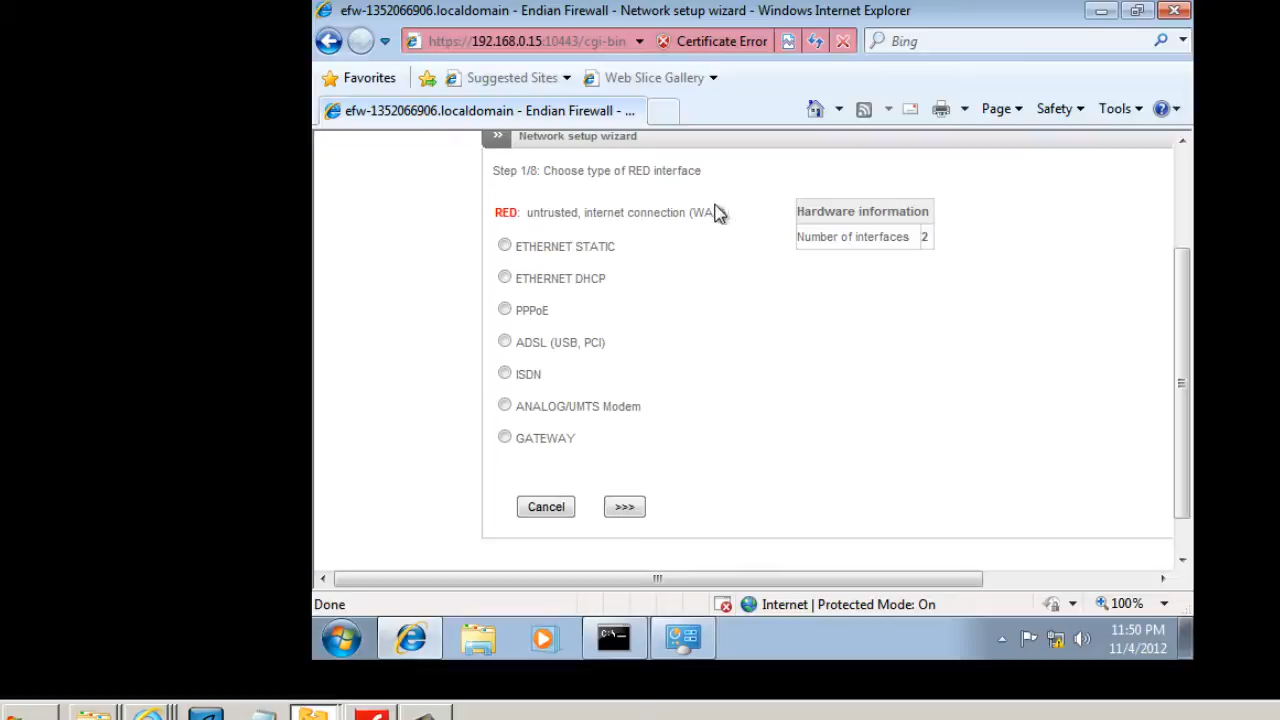 efw-1352066906.localdomain - Endian Firewall - Network setup wizard - Windows Internet Explorer
https://192.168.0.15:10443/cgi-bin
Certificate Error
Bing
Favorites
Suggested Sites
Web Slice Gallery
efw-1352066906.localdomain - Endian Firewall - ...
Page
Safety
Tools
Network setup wizard
Step 1/8: Choose type of RED interface
RED: untrusted, internet connection (WA
Hardware information
Number of interfaces 2
ETHERNET STATIC
ETHERNET DHCP
PPPoE
ADSL (USB, PCI)
ISDN
ANALOG/UMTS Modem
GATEWAY
Cancel
>>>
Done
Internet | Protected Mode: On
100%
C:\.
11:50 PM
11/4/2012